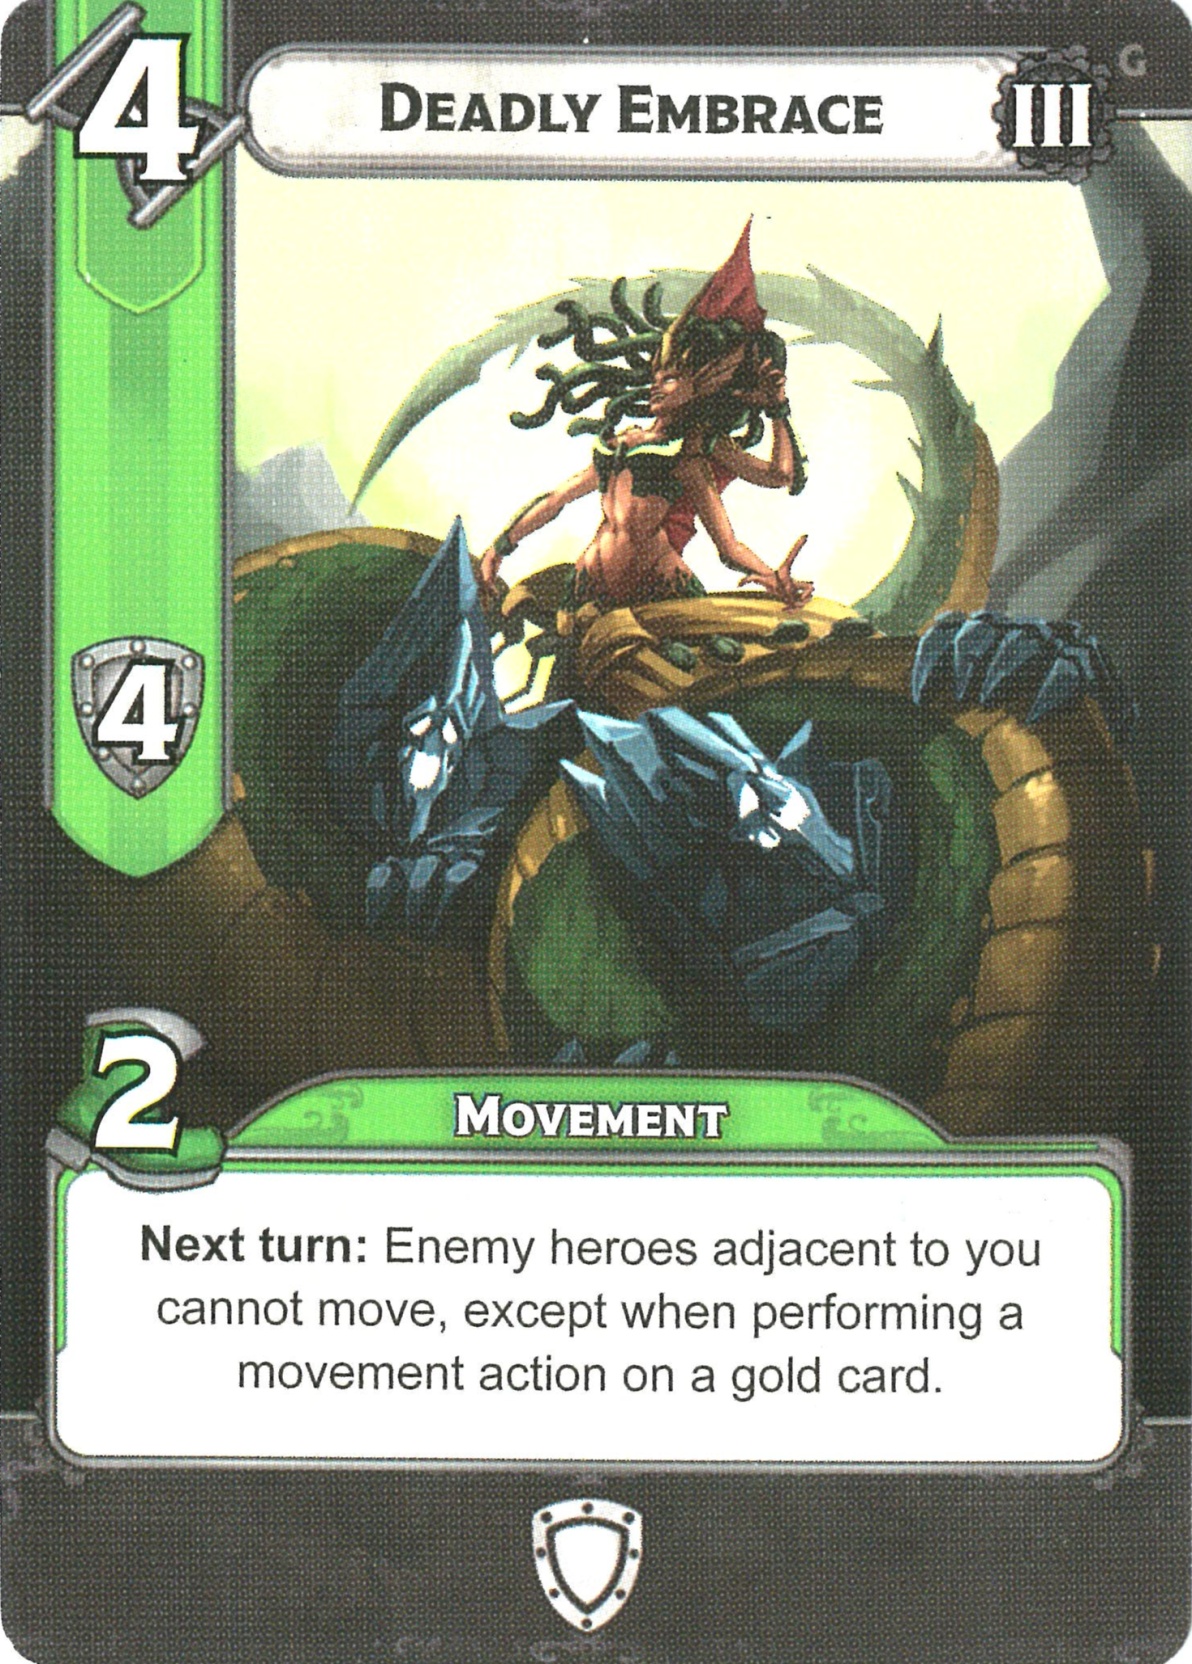 4
DEADLY EMBRACE
III
G
4
2
MOVEMENT
Next turn: Enemy heroes adjacent to you
cannot move, except when performing a
movement action on a gold card.